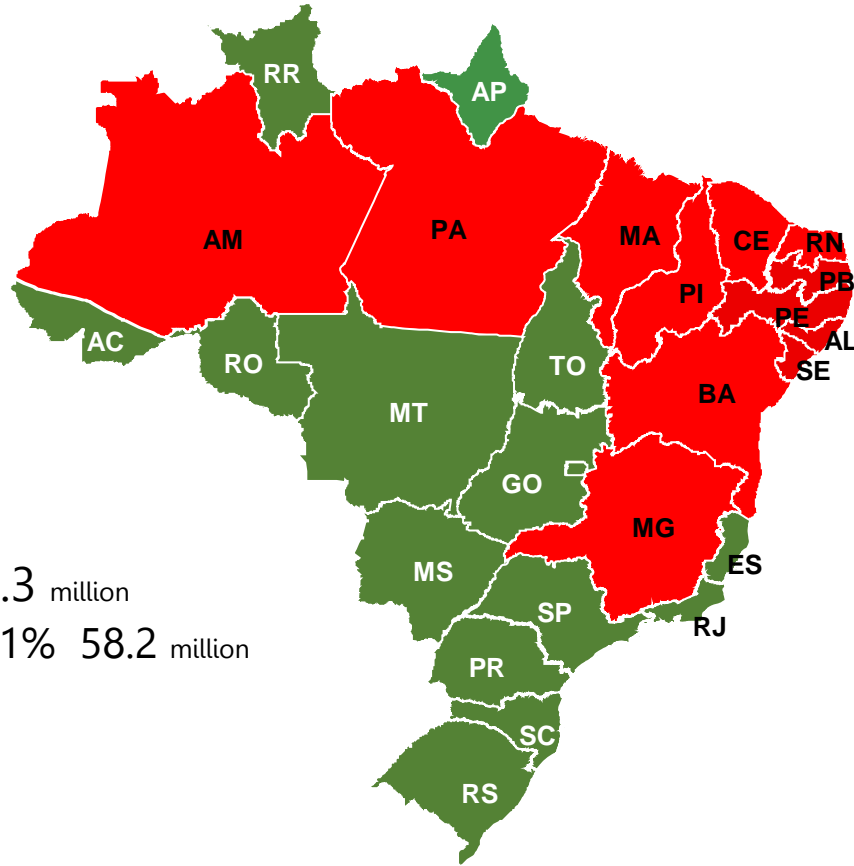 RR
AP
AM
PA
MA
CE
RN
PB
PI
PE
AL
AC
RO
TO
SE
BA
MT
GO
MG
MS
ES
SP
RJ
PR
SC
RS
.3 million
1% 58.2 million